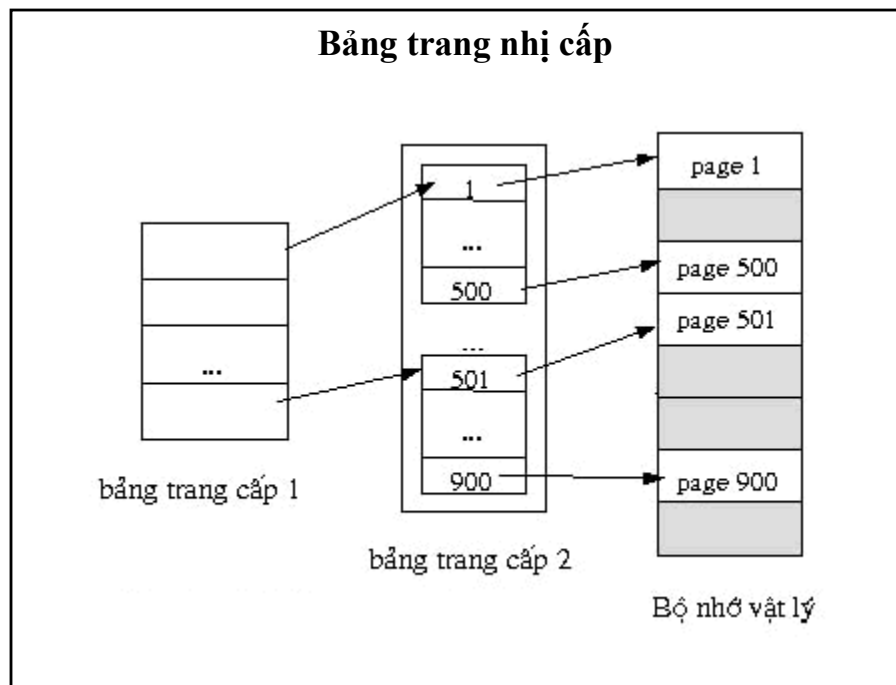 Bảng trang nhị cấp
1
...
500
...
501
...
900
...
page 1
page 500
page 501
page 900
bảng trang cấp 1
bảng trang cấp 2
Bộ nhớ vật lý